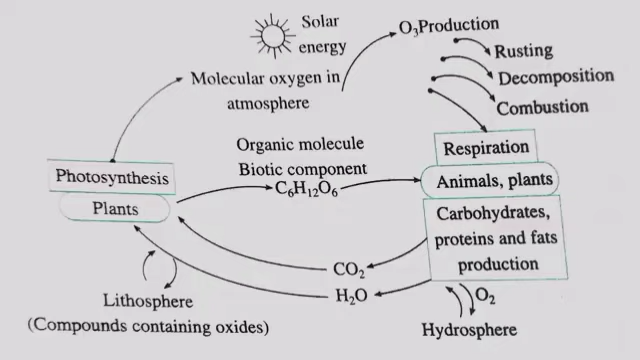 Solar
energy
O₃Production
Rusting
Decomposition
Combustion
Molecular oxygen in
atmosphere
Organic molecule
Biotic component
C₆H₁₂O₆
Photosynthesis
Plants
Respiration
Animals, plants
Carbohydrates,
proteins and fats
production
CO₂
H₂O
O₂
Lithosphere
(Compounds containing oxides)
Hydrosphere